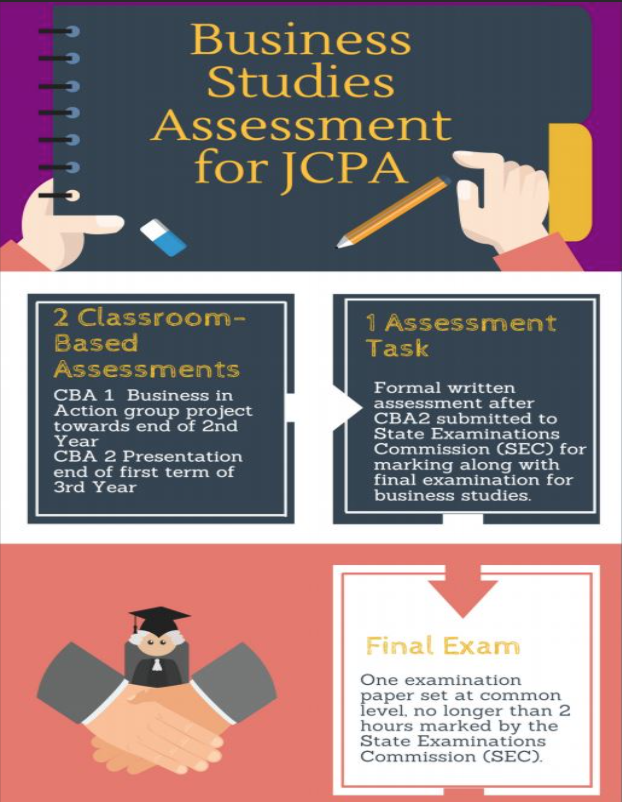 Business
Studies
Assessment
for JCPA
2 Classroom-
Based
Assessments
CBA 1 Business in
Action group project
towards end of 2nd
Year
CBA 2 Presentation
end of first term of
3rd Year
1 Assessment
Task
Formal written
assessment after
CBA2 submitted to
State Examinations
Commission (SEC) for
marking along with
final examination for
business studies.
Final Exam
One examination
paper set at common
level, no longer than 2
hours marked by the
State Examinations
Commission (SEC).